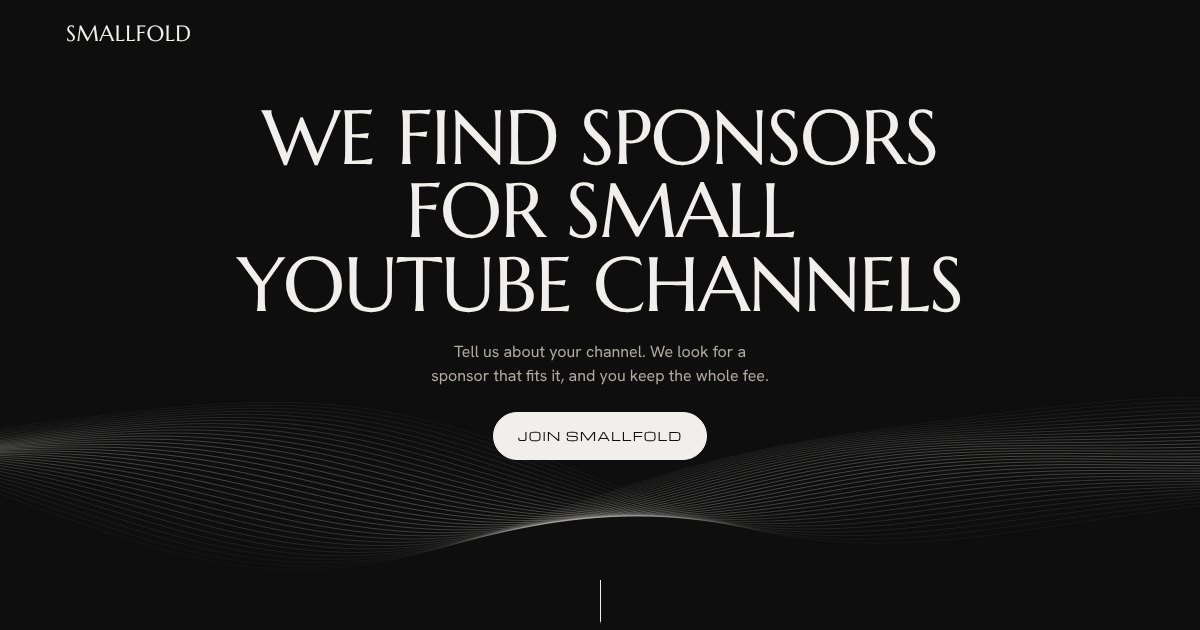 SMALLFOLD
WE FIND SPONSORS
FOR SMALL
YOUTUBE CHANNELS
Tell us about your channel. We look for a
sponsor that fits it, and you keep the whole fee.
JOIN SMALLFOLD